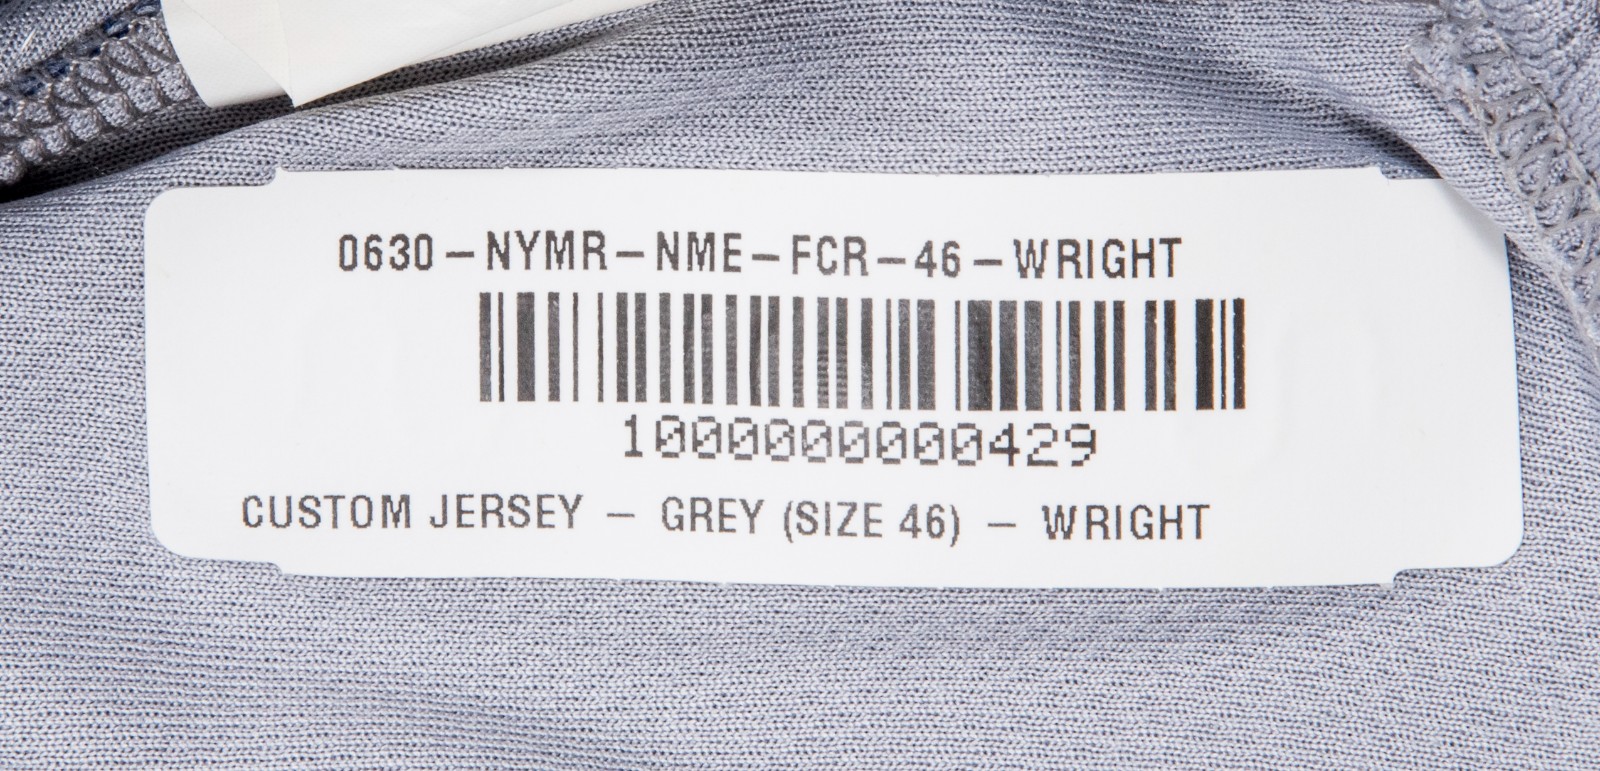 0630-NYMR-NME-FCR-46-WRIGHT
1000000000429
CUSTOM JERSEY - GREY (SIZE 46) - WRIGHT